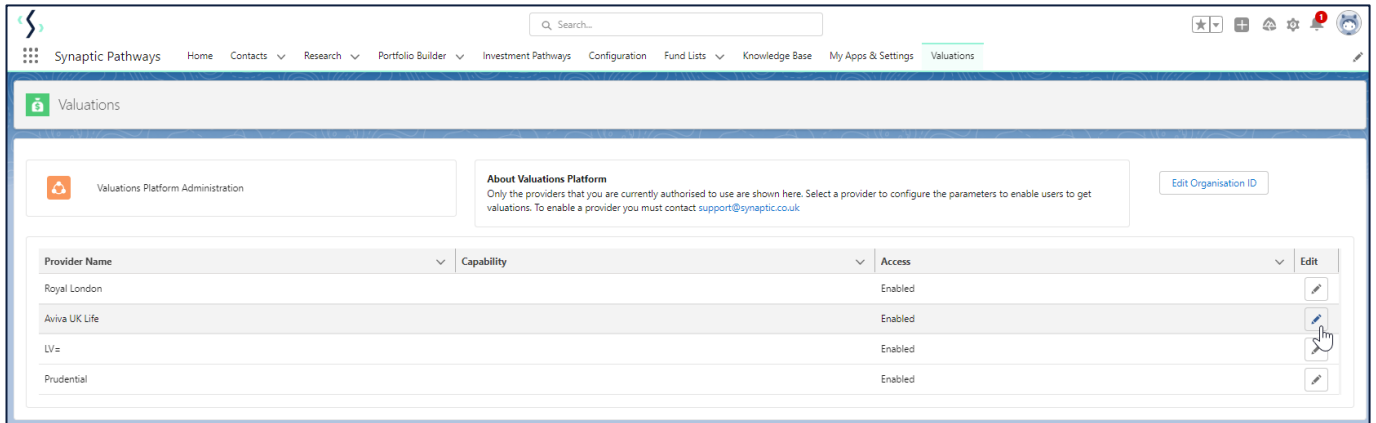 Search...
1
Synaptic Pathways Home Contacts Research Portfolio Builder Investment Pathways Configuration Fund Lists Knowledge Base My Apps & Settings Valuations
Valuations
Valuations Platform Administration
About Valuations Platform
Only the providers that you are currently authorised to use are shown here. Select a provider to configure the parameters to enable users to get
valuations. To enable a provider you must contact support@synaptic.co.uk
Edit Organisation ID
Provider Name Capability Access Edit
Royal London Enabled
Aviva UK Life Enabled
LV= Enabled
Prudential Enabled